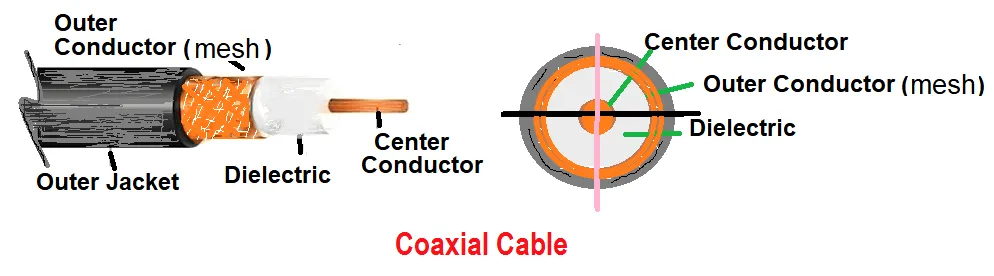 Outer
Conductor (mesh)
Outer Jacket
Dielectric
Center
Conductor
Center Conductor
Outer Conductor (mesh)
Dielectric
Coaxial Cable